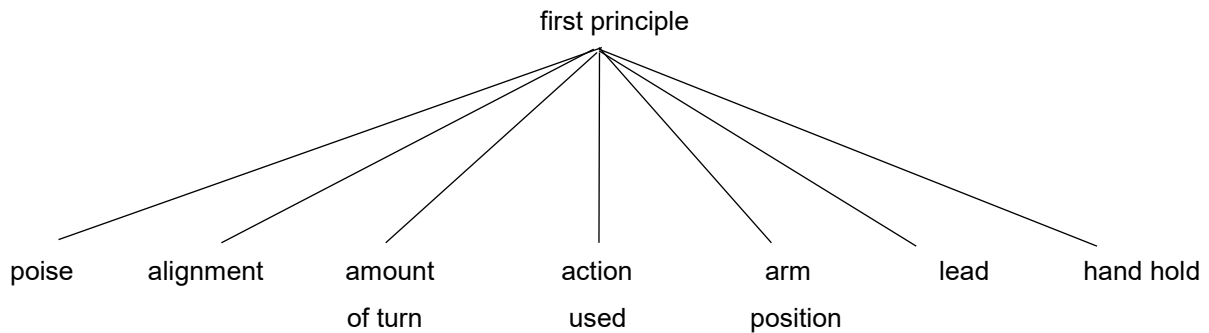 first principle
poise alignment amount action arm lead hand hold
of turn used position